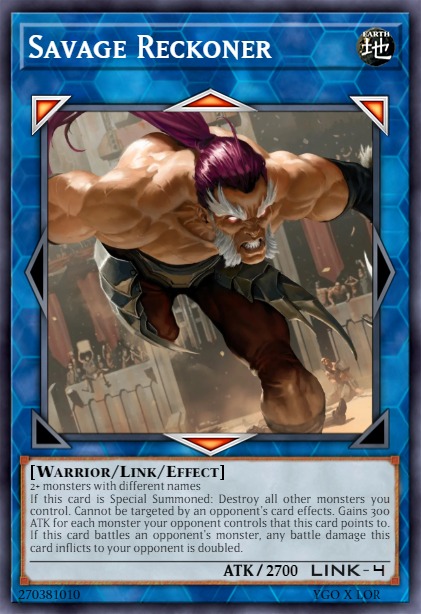 Savage Reckoner
EARTH
地
[Warrior/Link/Effect]
2+ monsters with different names
If this card is Special Summoned: Destroy all other monsters you
control. Cannot be targeted by an opponent's card effects. Gains 300
ATK for each monster your opponent controls that this card points to.
If this card battles an opponent's monster, any battle damage this
card inflicts to your opponent is doubled.
ATK / 2700 LINK-4
270381010 YGO X LOR